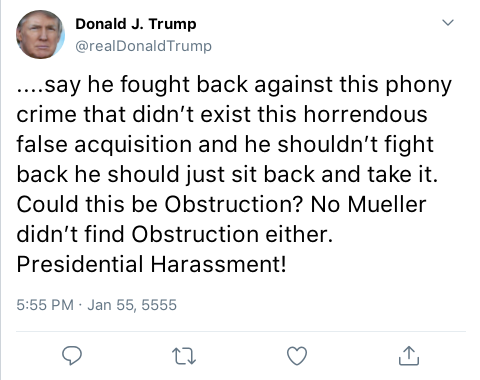 Donald J. Trump
@realDonaldTrump
....say he fought back against this phony
crime that didn’t exist this horrendous
false acquisition and he shouldn’t fight
back he should just sit back and take it.
Could this be Obstruction? No Mueller
didn’t find Obstruction either.
Presidential Harassment!
5:55 PM · Jan 55, 5555